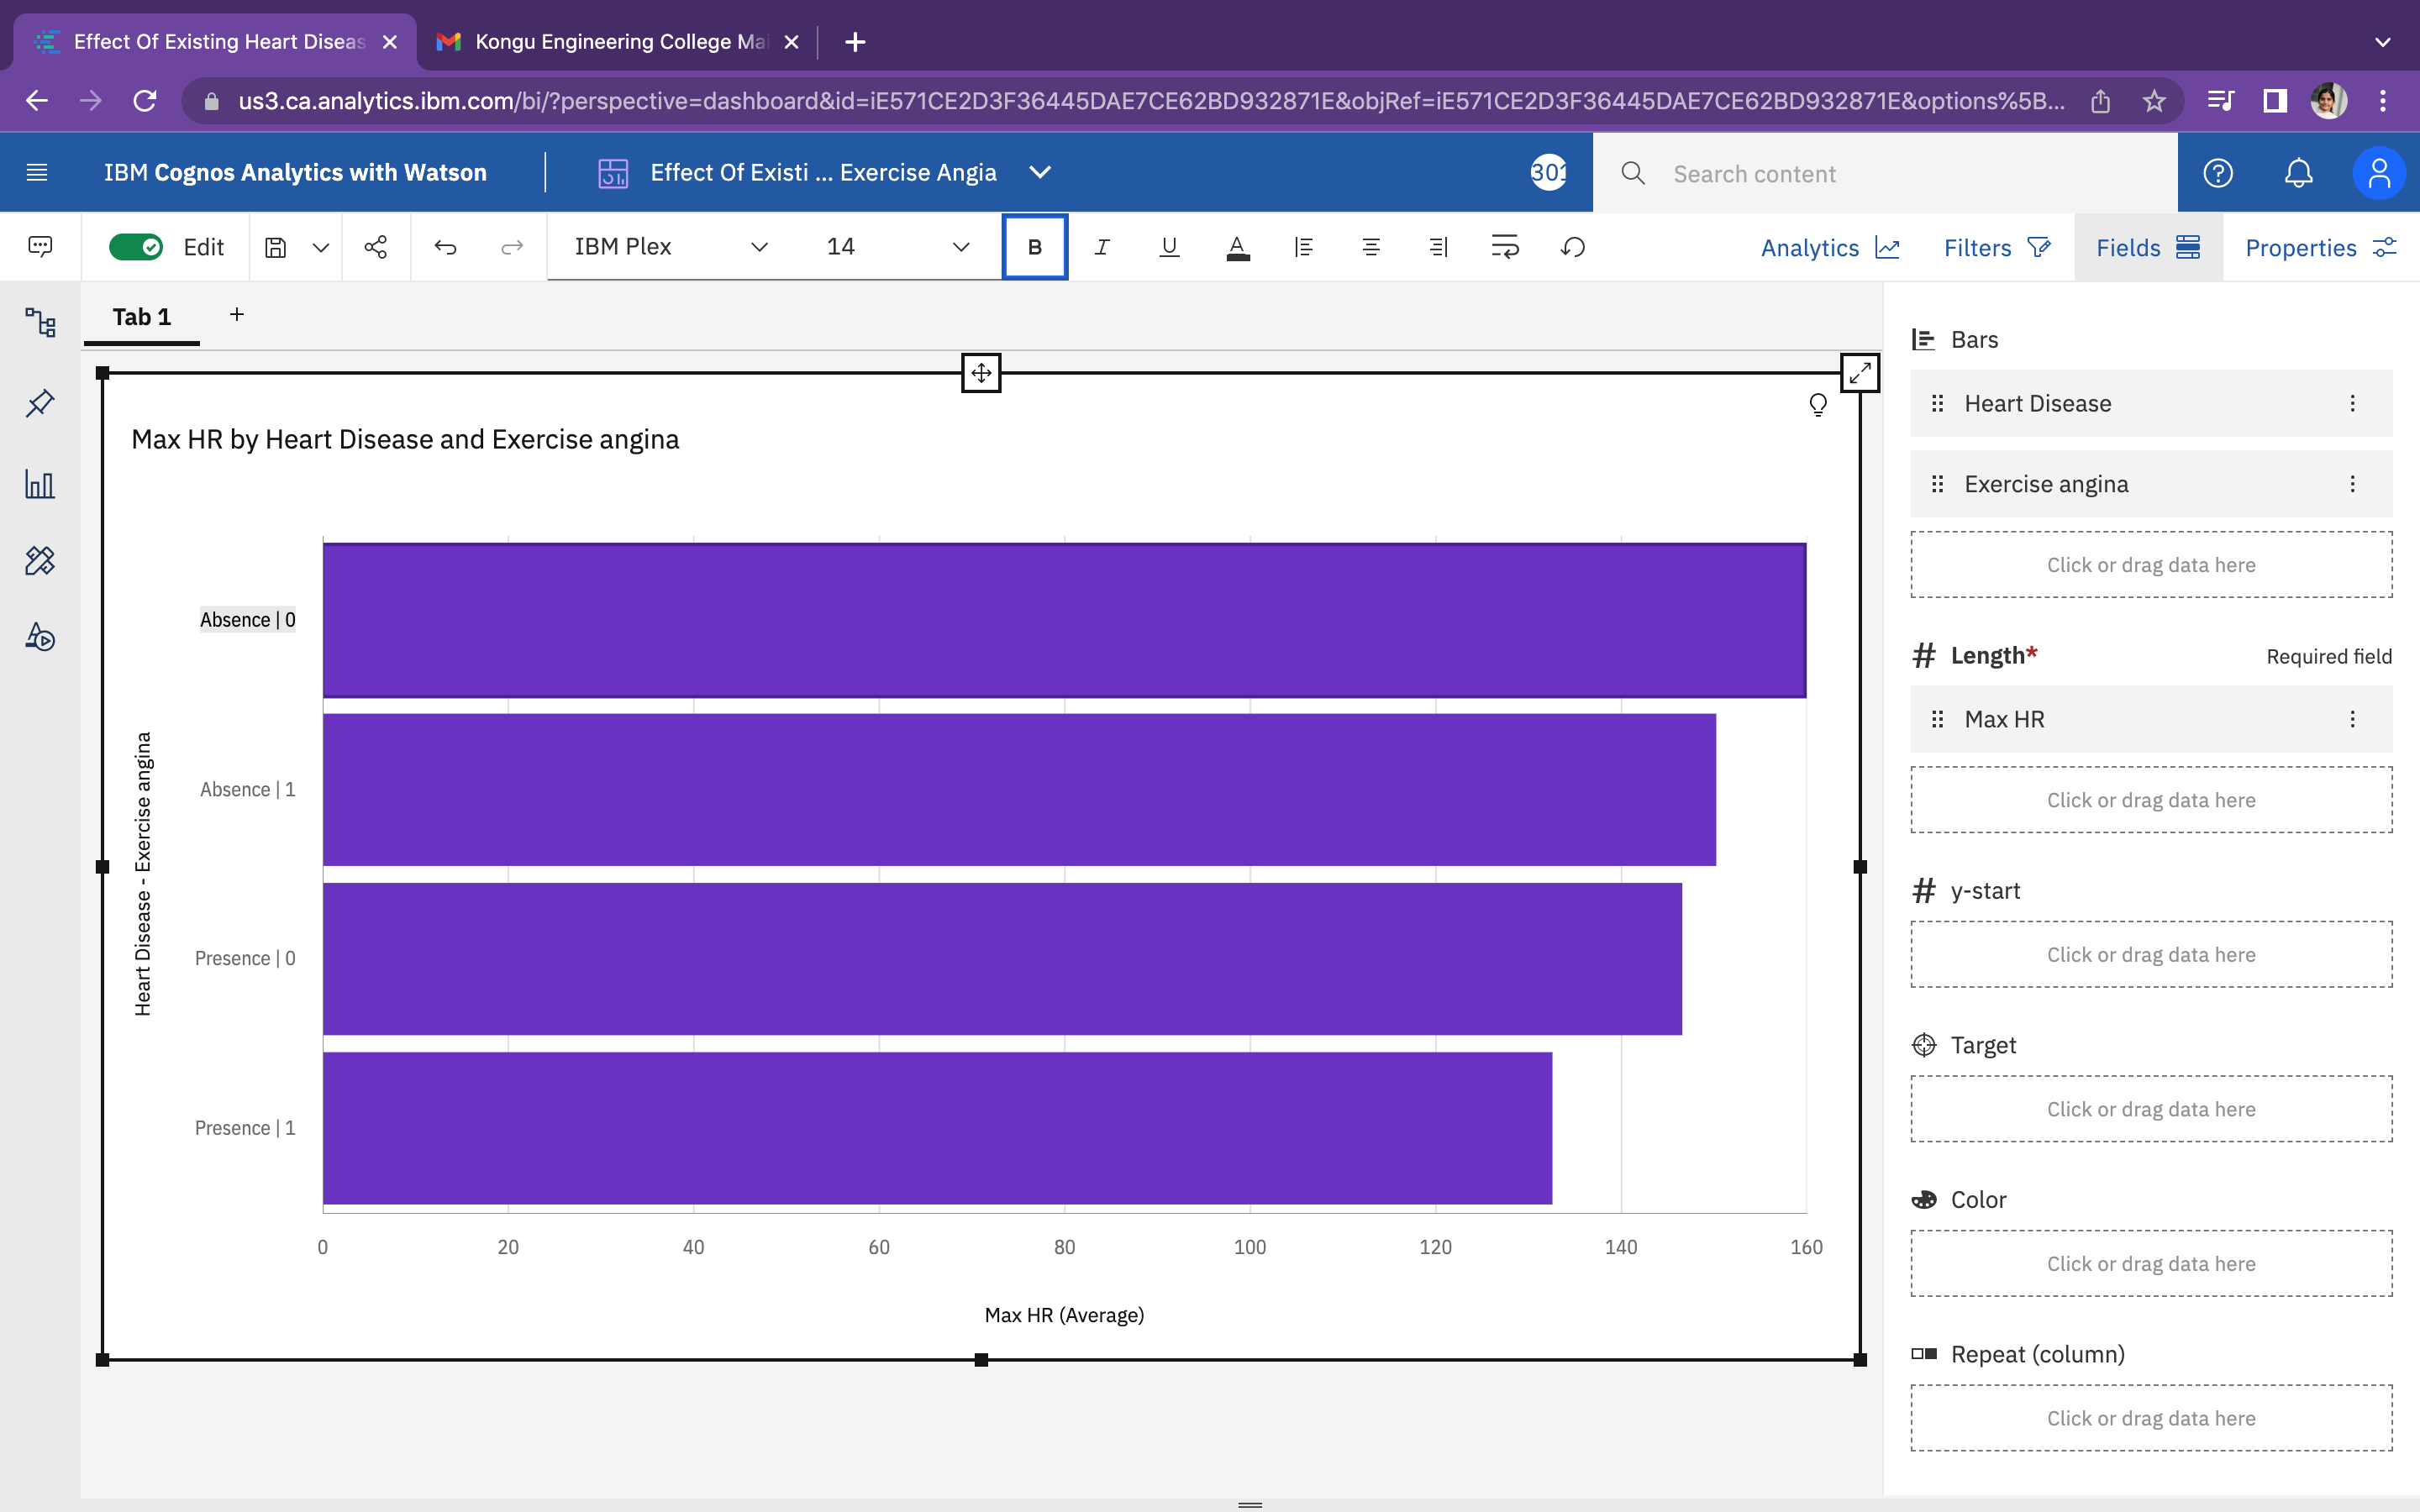 Effect Of Existing Heart Diseas
Kongu Engineering College Mai
us3.ca.analytics.ibm.com/bi/?perspective=dashboard&id=iE571CE2D3F36445DAE7CE62BD932871E&objRef=iE571CE2D3F36445DAE7CE62BD932871E&options%5B...
IBM Cognos Analytics with Watson
Effect Of Existi ... Exercise Angia
301
Search content
Edit
IBM Plex
14
B
I
U
A
Analytics
Filters
Fields
Properties
Tab 1
Max HR by Heart Disease and Exercise angina
Heart Disease - Exercise angina
Absence | 0
Absence | 1
Presence | 0
Presence | 1
0 20 40 60 80 100 120 140 160
Max HR (Average)
Bars
Heart Disease
Exercise angina
Click or drag data here
# Length* Required field
Max HR
Click or drag data here
# y-start
Click or drag data here
Target
Click or drag data here
Color
Click or drag data here
Repeat (column)
Click or drag data here